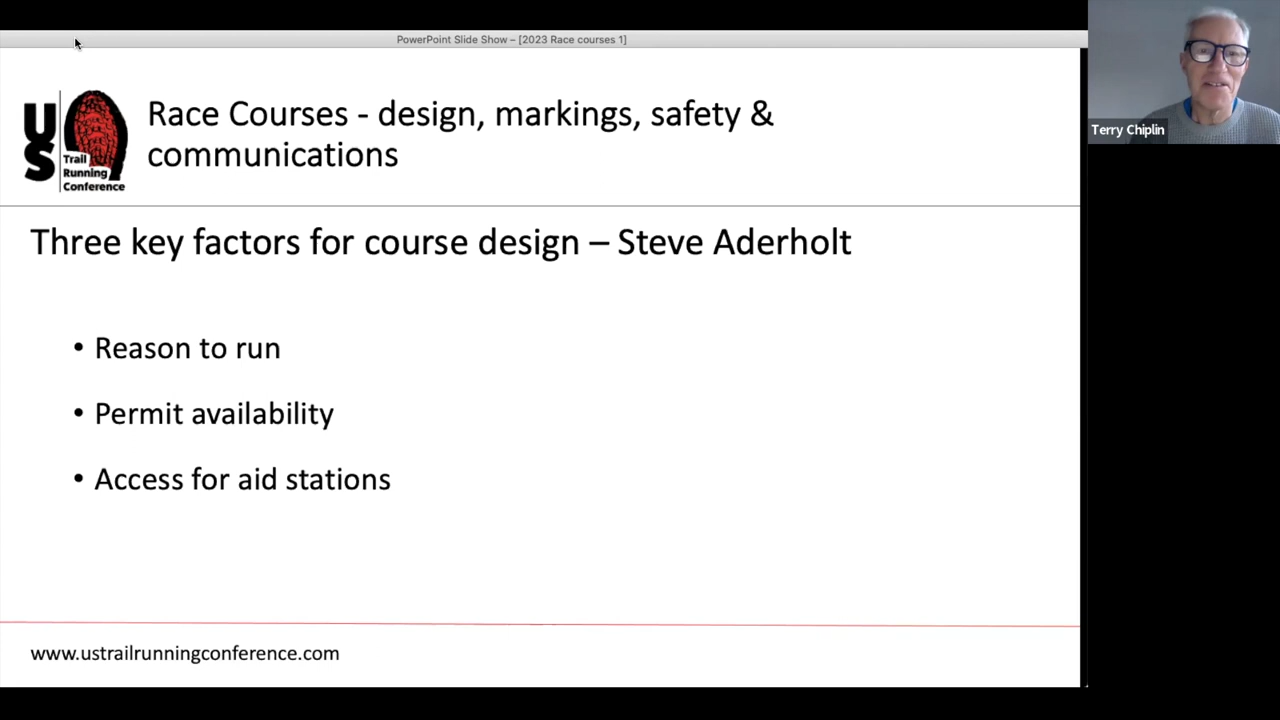 PowerPoint Slide Show – [2023 Race courses 1]
US
Trail
Running
Conference
Race Courses - design, markings, safety &
communications
Terry Chiplin
Three key factors for course design – Steve Aderholt
• Reason to run
• Permit availability
• Access for aid stations
www.ustrailrunningconference.com